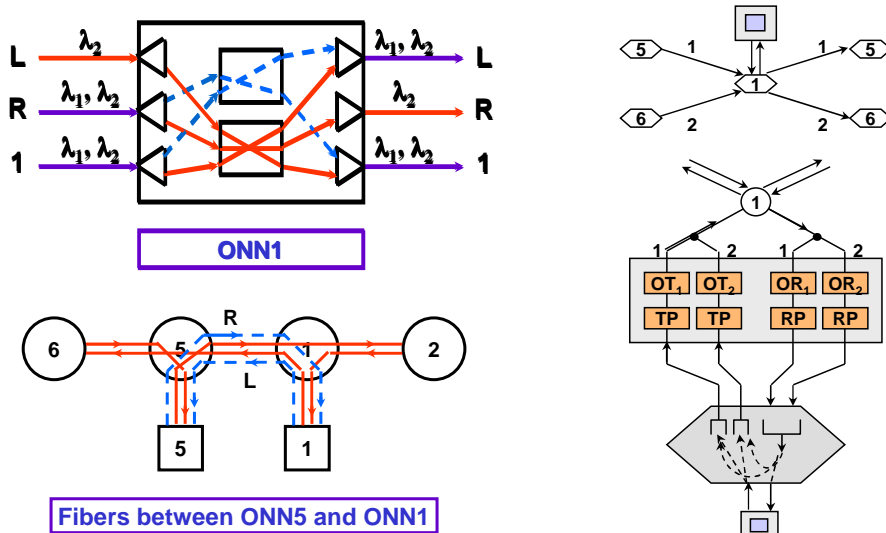 L λ₂ λ₁, λ₂ L
R λ₁, λ₂ λ₂ R
1 λ₁, λ₂ λ₁, λ₂ 1
ONN1
R
6 5 1 2
L
5 1
Fibers between ONN5 and ONN1
5 1 1 5
1
6 2 2 6
1
1 2 1 2
OT₁ OT₂ OR₁ OR₂
TP TP RP RP